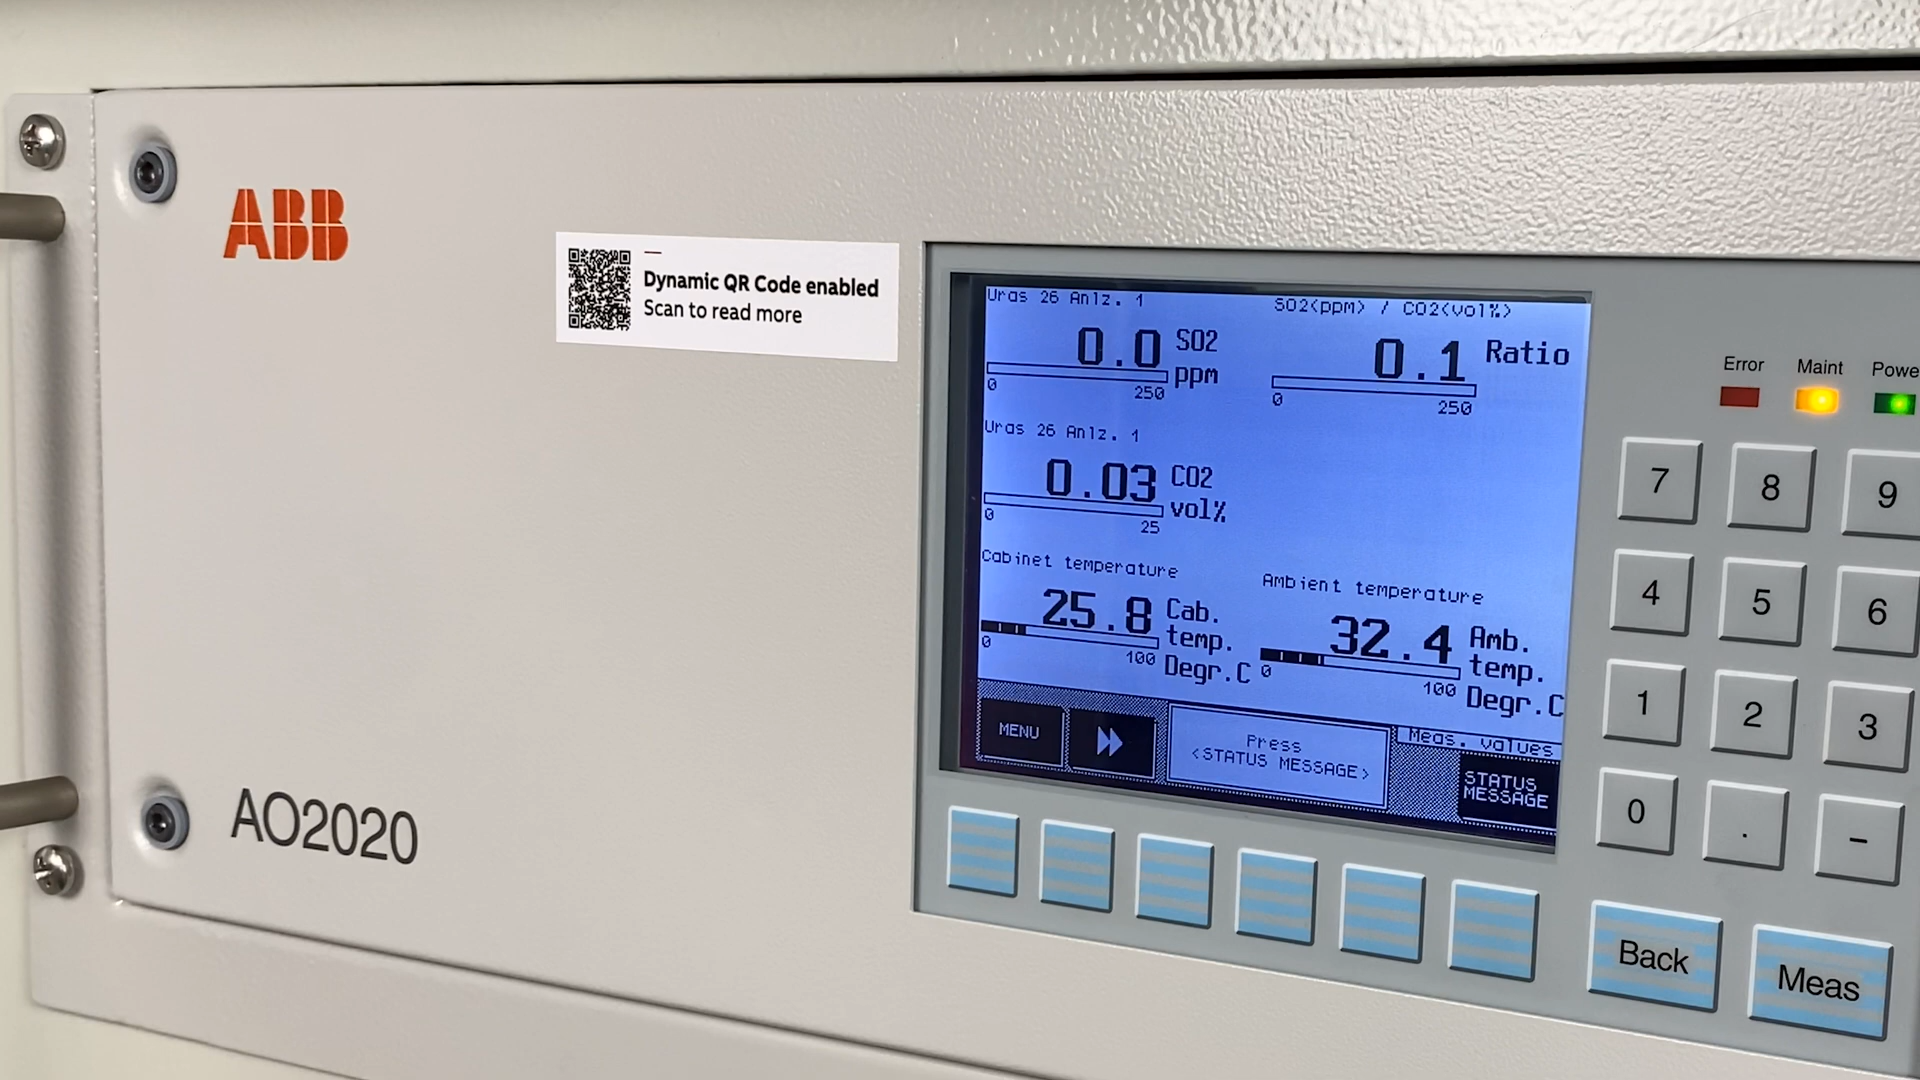 ABB
Dynamic QR Code enabled
Scan to read more
AO2020
Uras 26 Anlz. 1
0.0 SO2
ppm
0 250
SO2(ppm) / CO2(vol%)
0.1 Ratio
0 250
Uras 26 Anlz. 1
0.03 CO2
vol%
0 25
Cabinet temperature
25.8 Cab.
temp.
Degr.C
0 100
Ambient temperature
32.4 Amb.
temp.
Degr.C
0 100
Meas. values
MENU
Press
<STATUS MESSAGE>
STATUS
MESSAGE
Error Maint Powe
7 8 9
4 5 6
1 2 3
0 . -
Back Meas